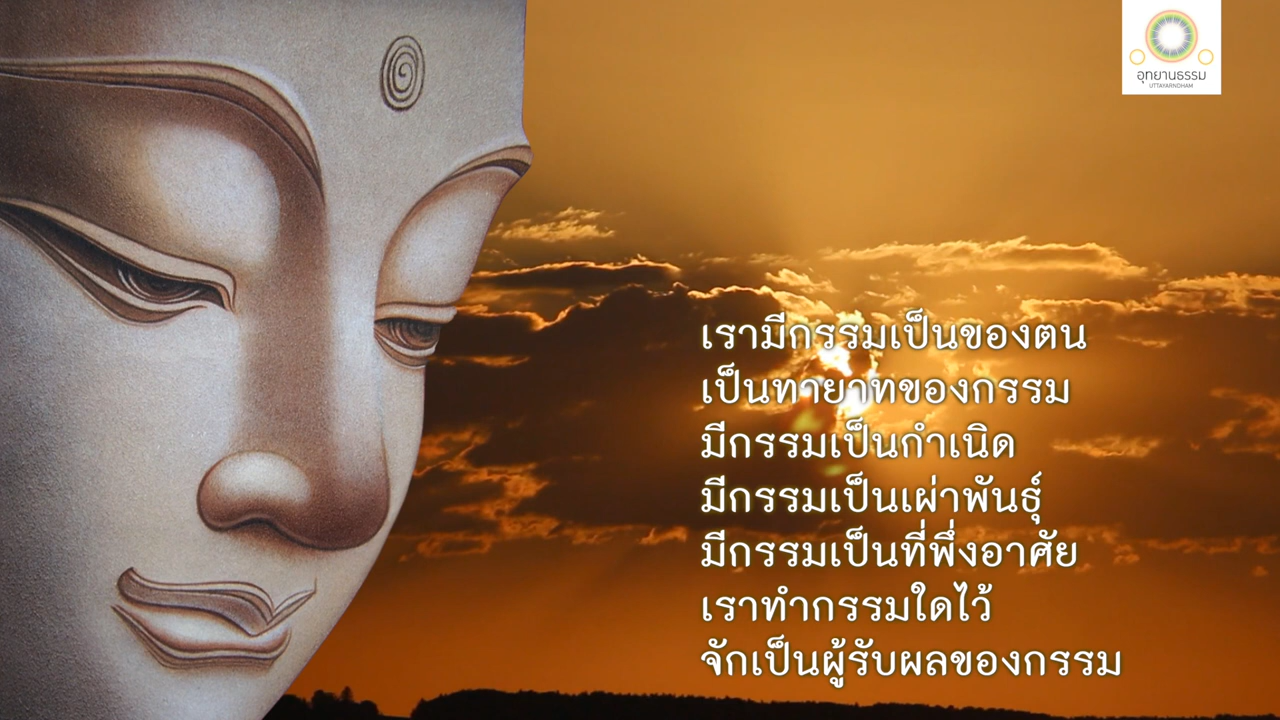 อุทยานธรรม
UTTAYARNDHAM
เรามีกรรมเป็นของตน
เป็นทายาทของกรรม
มีกรรมเป็นกำเนิด
มีกรรมเป็นเผ่าพันธุ์
มีกรรมเป็นที่พึ่งอาศัย
เราทำกรรมใดไว้
จักเป็นผู้รับผลของกรรม